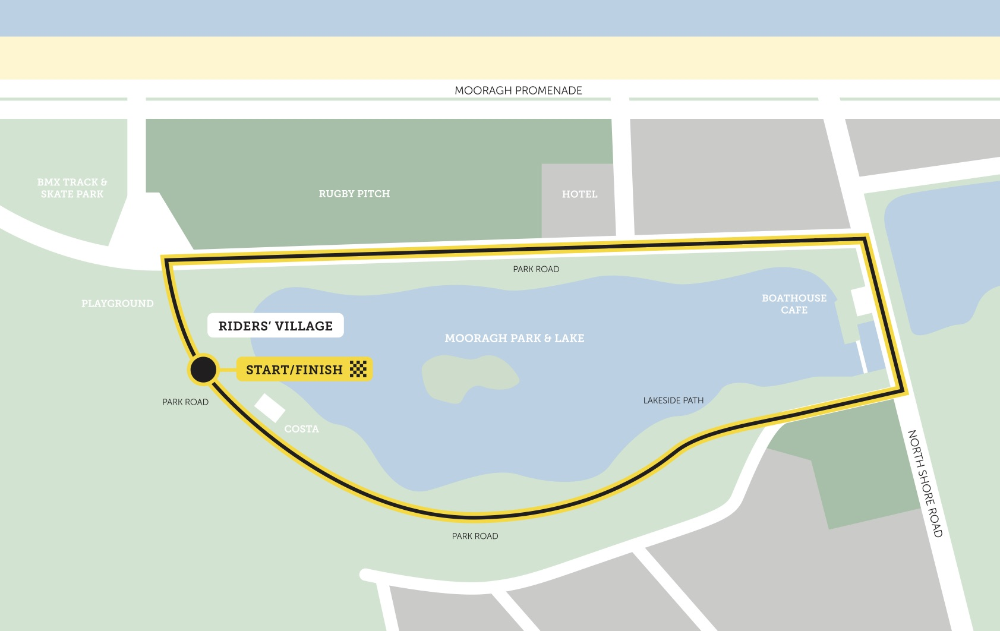 MOORAGH PROMENADE
BMX TRACK &
SKATE PARK
RUGBY PITCH
HOTEL
PARK ROAD
PLAYGROUND
BOATHOUSE
CAFE
RIDERS’ VILLAGE
MOORAGH PARK & LAKE
START/FINISH
PARK ROAD
LAKESIDE PATH
COSTA
NORTH SHORE ROAD
PARK ROAD